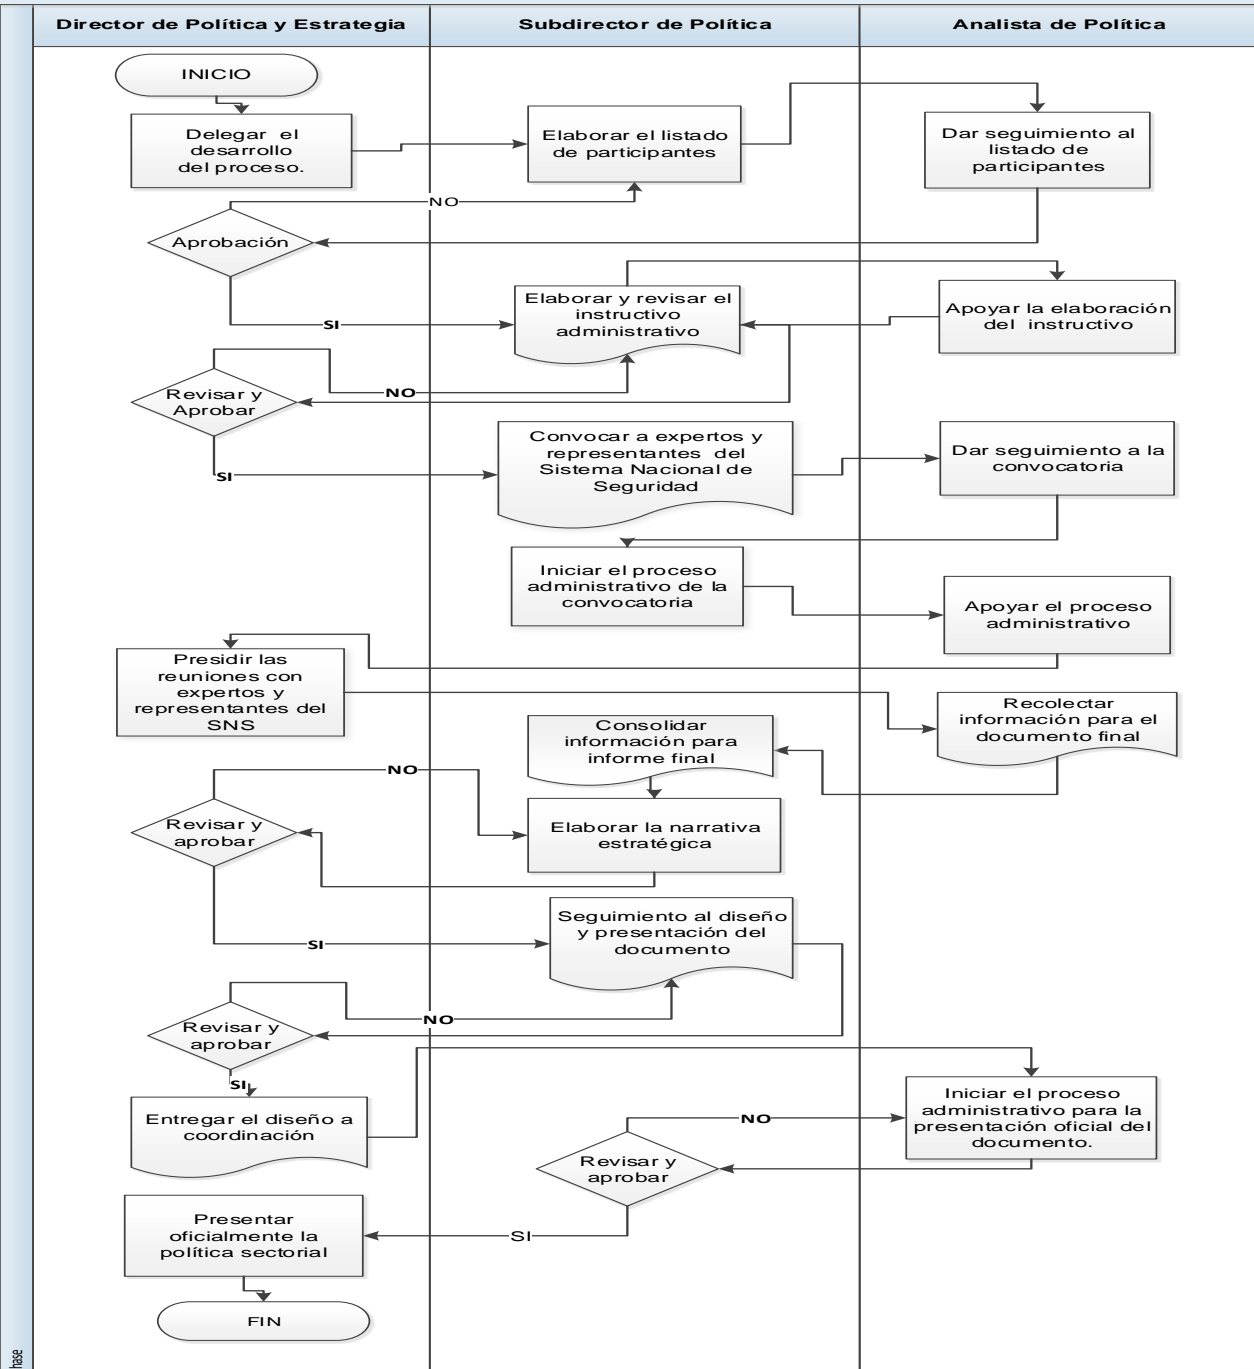 Director de Política y Estrategia
Subdirector de Política
Analista de Política
INICIO
Delegar el
desarrollo
del proceso.
Elaborar el listado
de participantes
Dar seguimiento al
listado de
participantes
NO
Aprobación
SI
Elaborar y revisar el
instructivo
administrativo
Apoyar la elaboración
del instructivo
Revisar y
Aprobar
NO
SI
Convocar a expertos y
representantes del
Sistema Nacional de
Seguridad
Dar seguimiento a la
convocatoria
Iniciar el proceso
administrativo de la
convocatoria
Apoyar el proceso
administrativo
Presidir las
reuniones con
expertos y
representantes del
SNS
Recolectar
información para el
documento final
Consolidar
información para
informe final
NO
Revisar y
aprobar
Elaborar la narrativa
estratégica
SI
Seguimiento al diseño
y presentación del
documento
NO
Revisar y
aprobar
SI
Entregar el diseño a
coordinación
Iniciar el proceso
administrativo para la
presentación oficial del
documento.
NO
Revisar y
aprobar
SI
Presentar
oficialmente la
política sectorial
FIN
hase